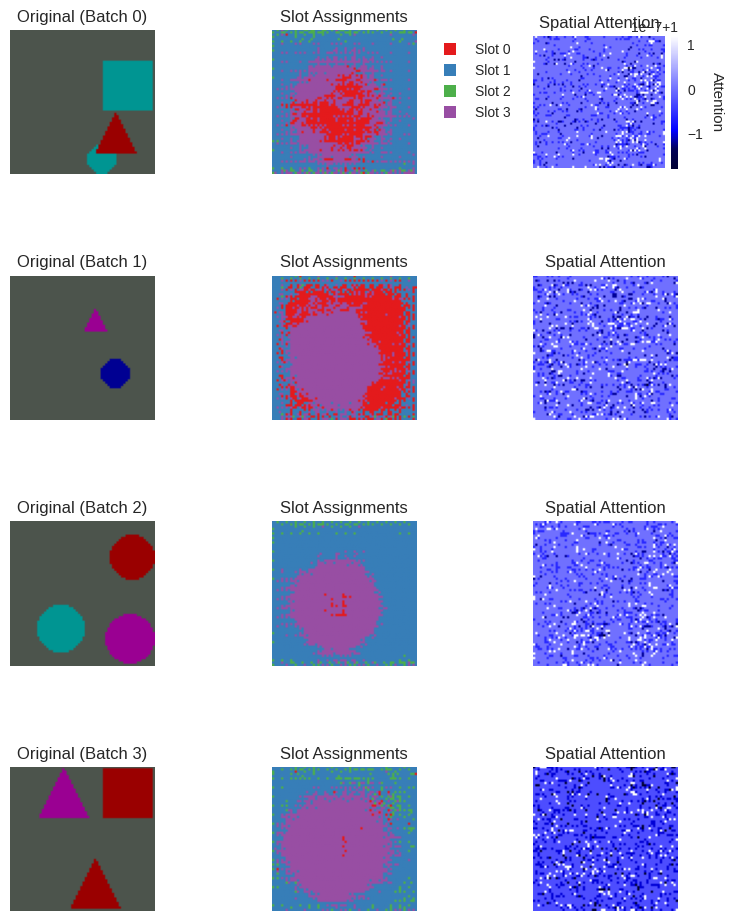 Original (Batch 0)
Slot Assignments
Spatial Attention
1e−7+1
Slot 0
Slot 1
Slot 2
Slot 3
1
0
−1
Attention
Original (Batch 1)
Slot Assignments
Spatial Attention
Original (Batch 2)
Slot Assignments
Spatial Attention
Original (Batch 3)
Slot Assignments
Spatial Attention